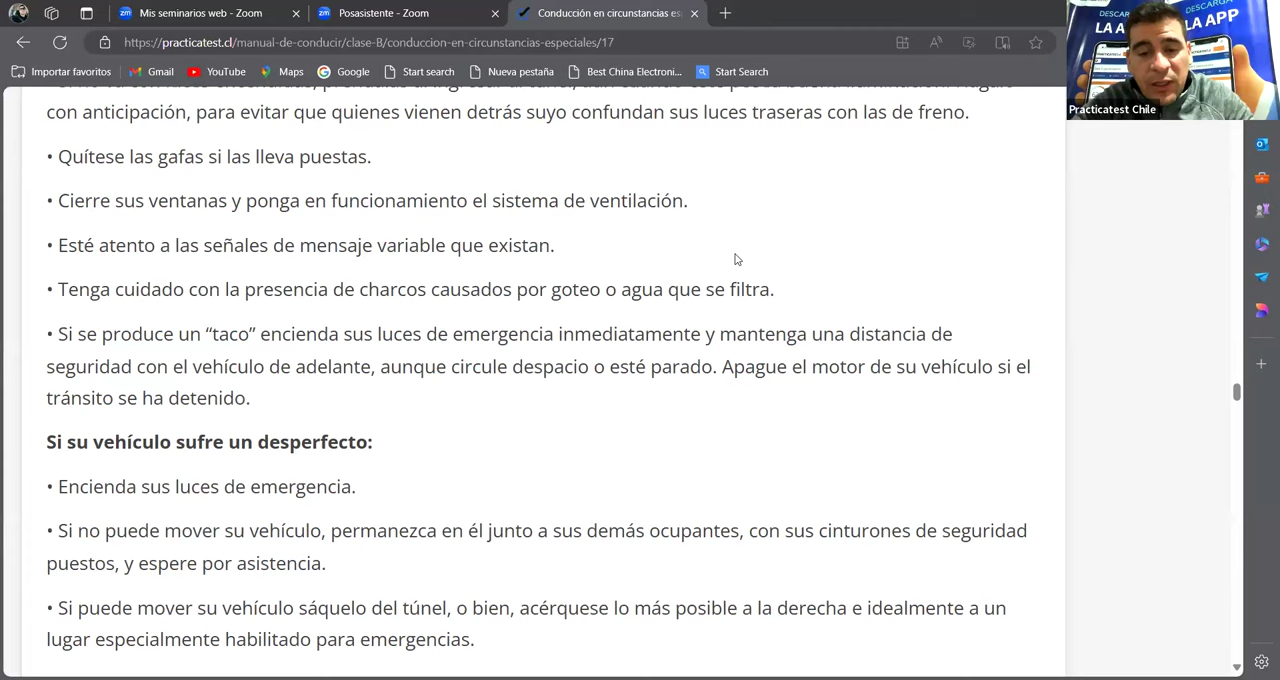 Mis seminarios web - Zoom
Posasistente - Zoom
Conducción en circunstancias es
https://practicatest.cl/manual-de-conducir/clase-B/conduccion-en-circunstancias-especiales/17
Importar favoritos
Gmail
YouTube
Maps
Google
Start search
Nueva pestaña
Best China Electroni...
Start Search
DESCAR
LA A
DESCARGA
LA APP
Practicatest Chile
con anticipación, para evitar que quienes vienen detrás suyo confundan sus luces traseras con las de freno.
• Quítese las gafas si las lleva puestas.
• Cierre sus ventanas y ponga en funcionamiento el sistema de ventilación.
• Esté atento a las señales de mensaje variable que existan.
• Tenga cuidado con la presencia de charcos causados por goteo o agua que se filtra.
• Si se produce un “taco” encienda sus luces de emergencia inmediatamente y mantenga una distancia de
seguridad con el vehículo de adelante, aunque circule despacio o esté parado. Apague el motor de su vehículo si el
tránsito se ha detenido.
Si su vehículo sufre un desperfecto:
• Encienda sus luces de emergencia.
• Si no puede mover su vehículo, permanezca en él junto a sus demás ocupantes, con sus cinturones de seguridad
puestos, y espere por asistencia.
• Si puede mover su vehículo sáquelo del túnel, o bien, acérquese lo más posible a la derecha e idealmente a un
lugar especialmente habilitado para emergencias.